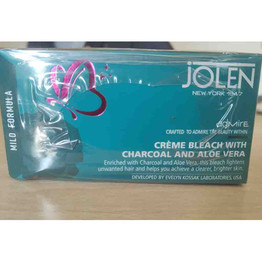 JOLEN
NEW YORK
admire
CRAFTED TO ADMIRE THE BEAUTY WITHIN
MILD FORMULA
CRÈME BLEACH WITH
CHARCOAL AND ALOE VERA
Enriched with Charcoal and Aloe Vera, this bleach lightens
unwanted hair and helps you achieve a clearer, brighter skin.
DEVELOPED BY EVELYN KOSSAK LABORATORIES, USA.